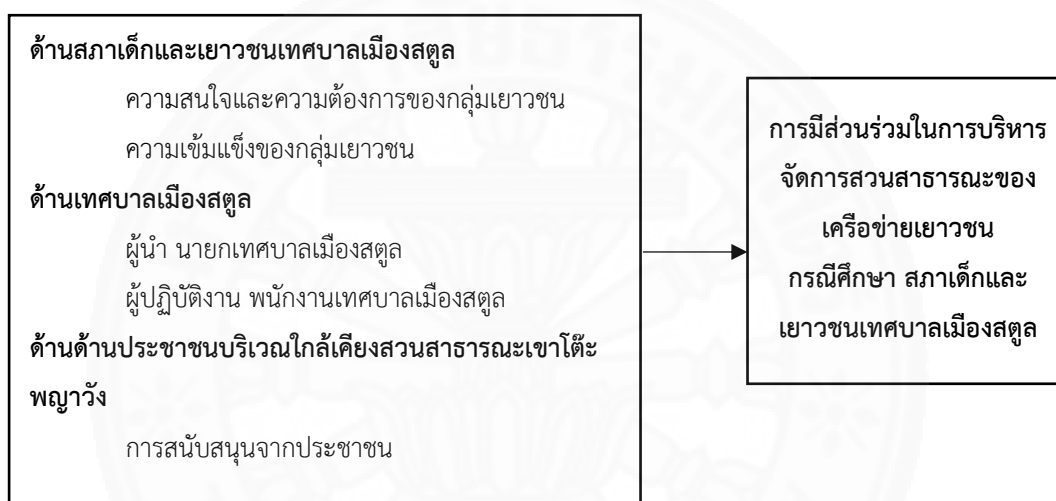 ด้านสภาเด็กและเยาวชนเทศบาลเมืองสตูล
ความสนใจและความต้องการของกลุ่มเยาวชน
ความเข้มแข็งของกลุ่มเยาวชน
ด้านเทศบาลเมืองสตูล
ผู้นำ นายกเทศบาลเมืองสตูล
ผู้ปฏิบัติงาน พนักงานเทศบาลเมืองสตูล
ด้านด้านประชาชนบริเวณใกล้เคียงสวนสาธารณะเขาโต๊ะ
พญาวัง
การสนับสนุนจากประชาชน
การมีส่วนร่วมในการบริหาร
จัดการสวนสาธารณะของ
เครือข่ายเยาวชน
กรณีศึกษา สภาเด็กและ
เยาวชนเทศบาลเมืองสตูล